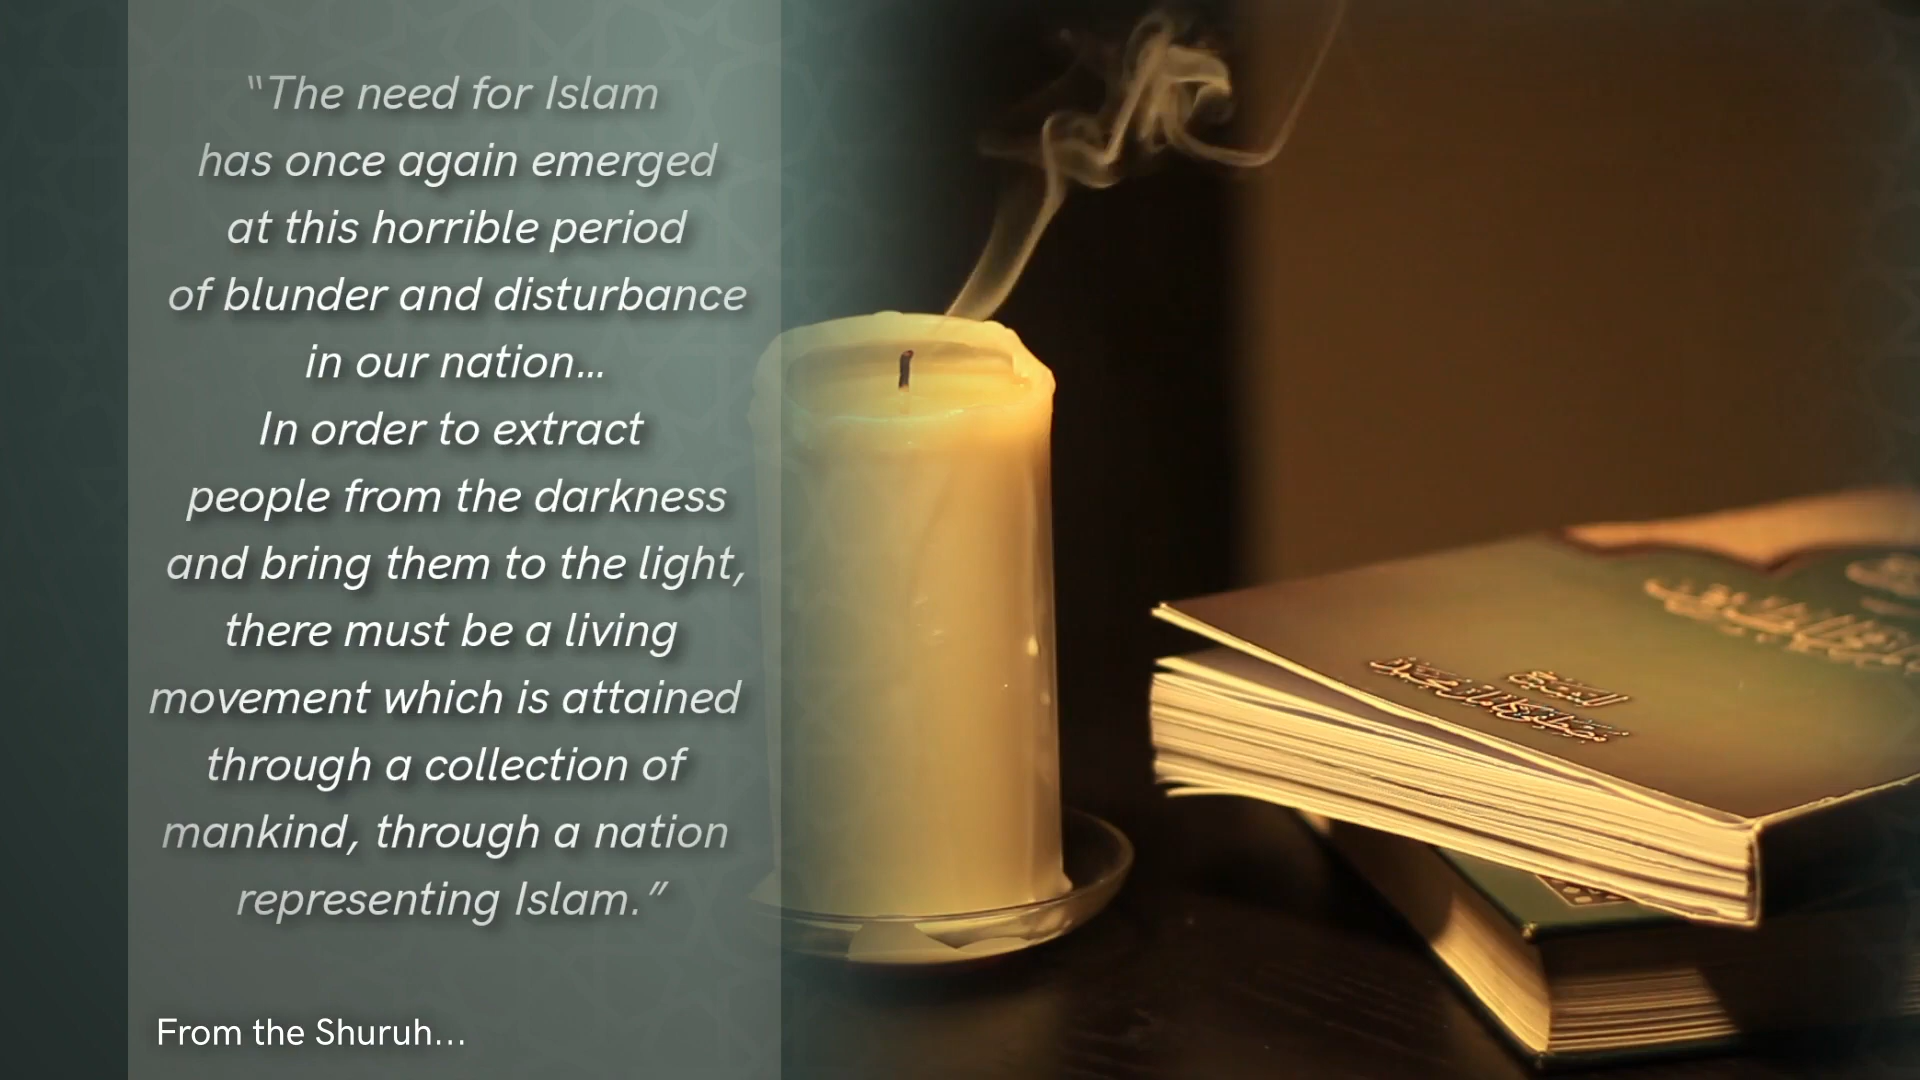 “The need for Islam
has once again emerged
at this horrible period
of blunder and disturbance
in our nation...
In order to extract
people from the darkness
and bring them to the light,
there must be a living
movement which is attained
through a collection of
mankind, through a nation
representing Islam.”
From the Shuruh...